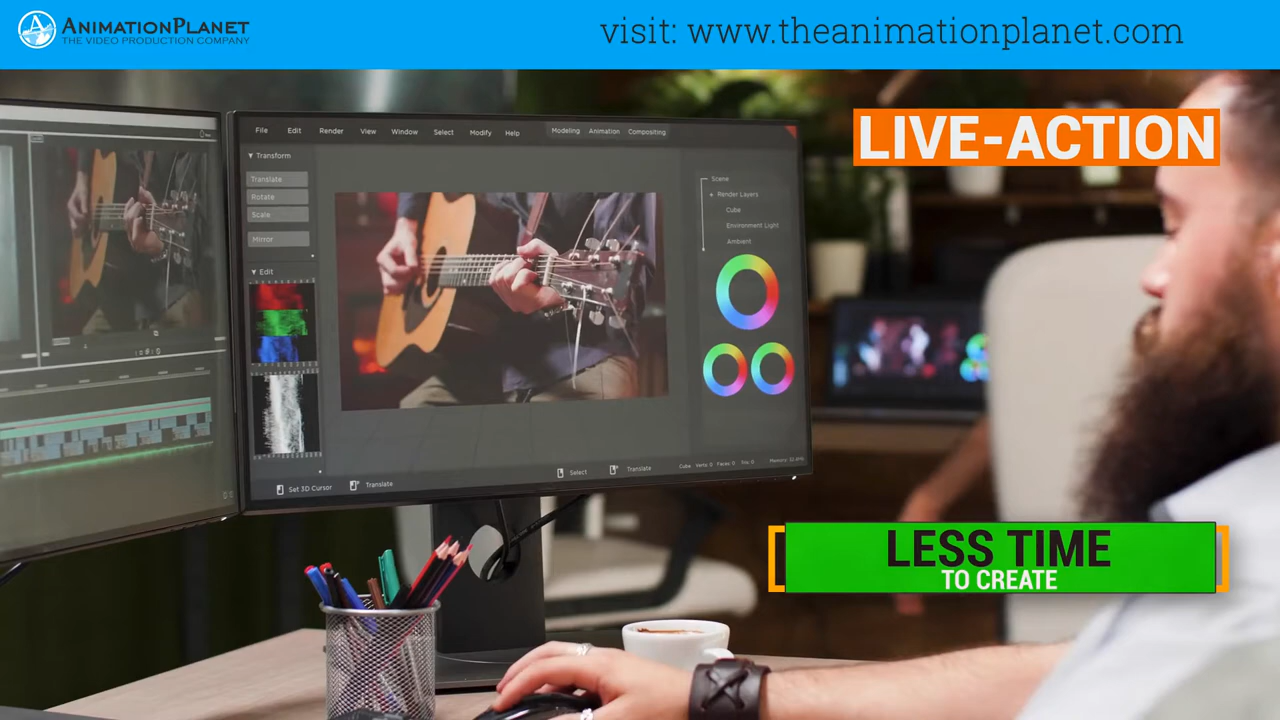 AnimationPlanet
THE VIDEO PRODUCTION COMPANY
visit: www.theanimationplanet.com
LIVE-ACTION
File Edit Render View Window Select Modify Help Modeling Animation Compositing
Transform
Translate
Rotate
Scale
Mirror
Edit
Scene
Render Layers
Cube
Environment Light
Ambient
Set 3D Cursor Translate Select Translate
LESS TIME
TO CREATE